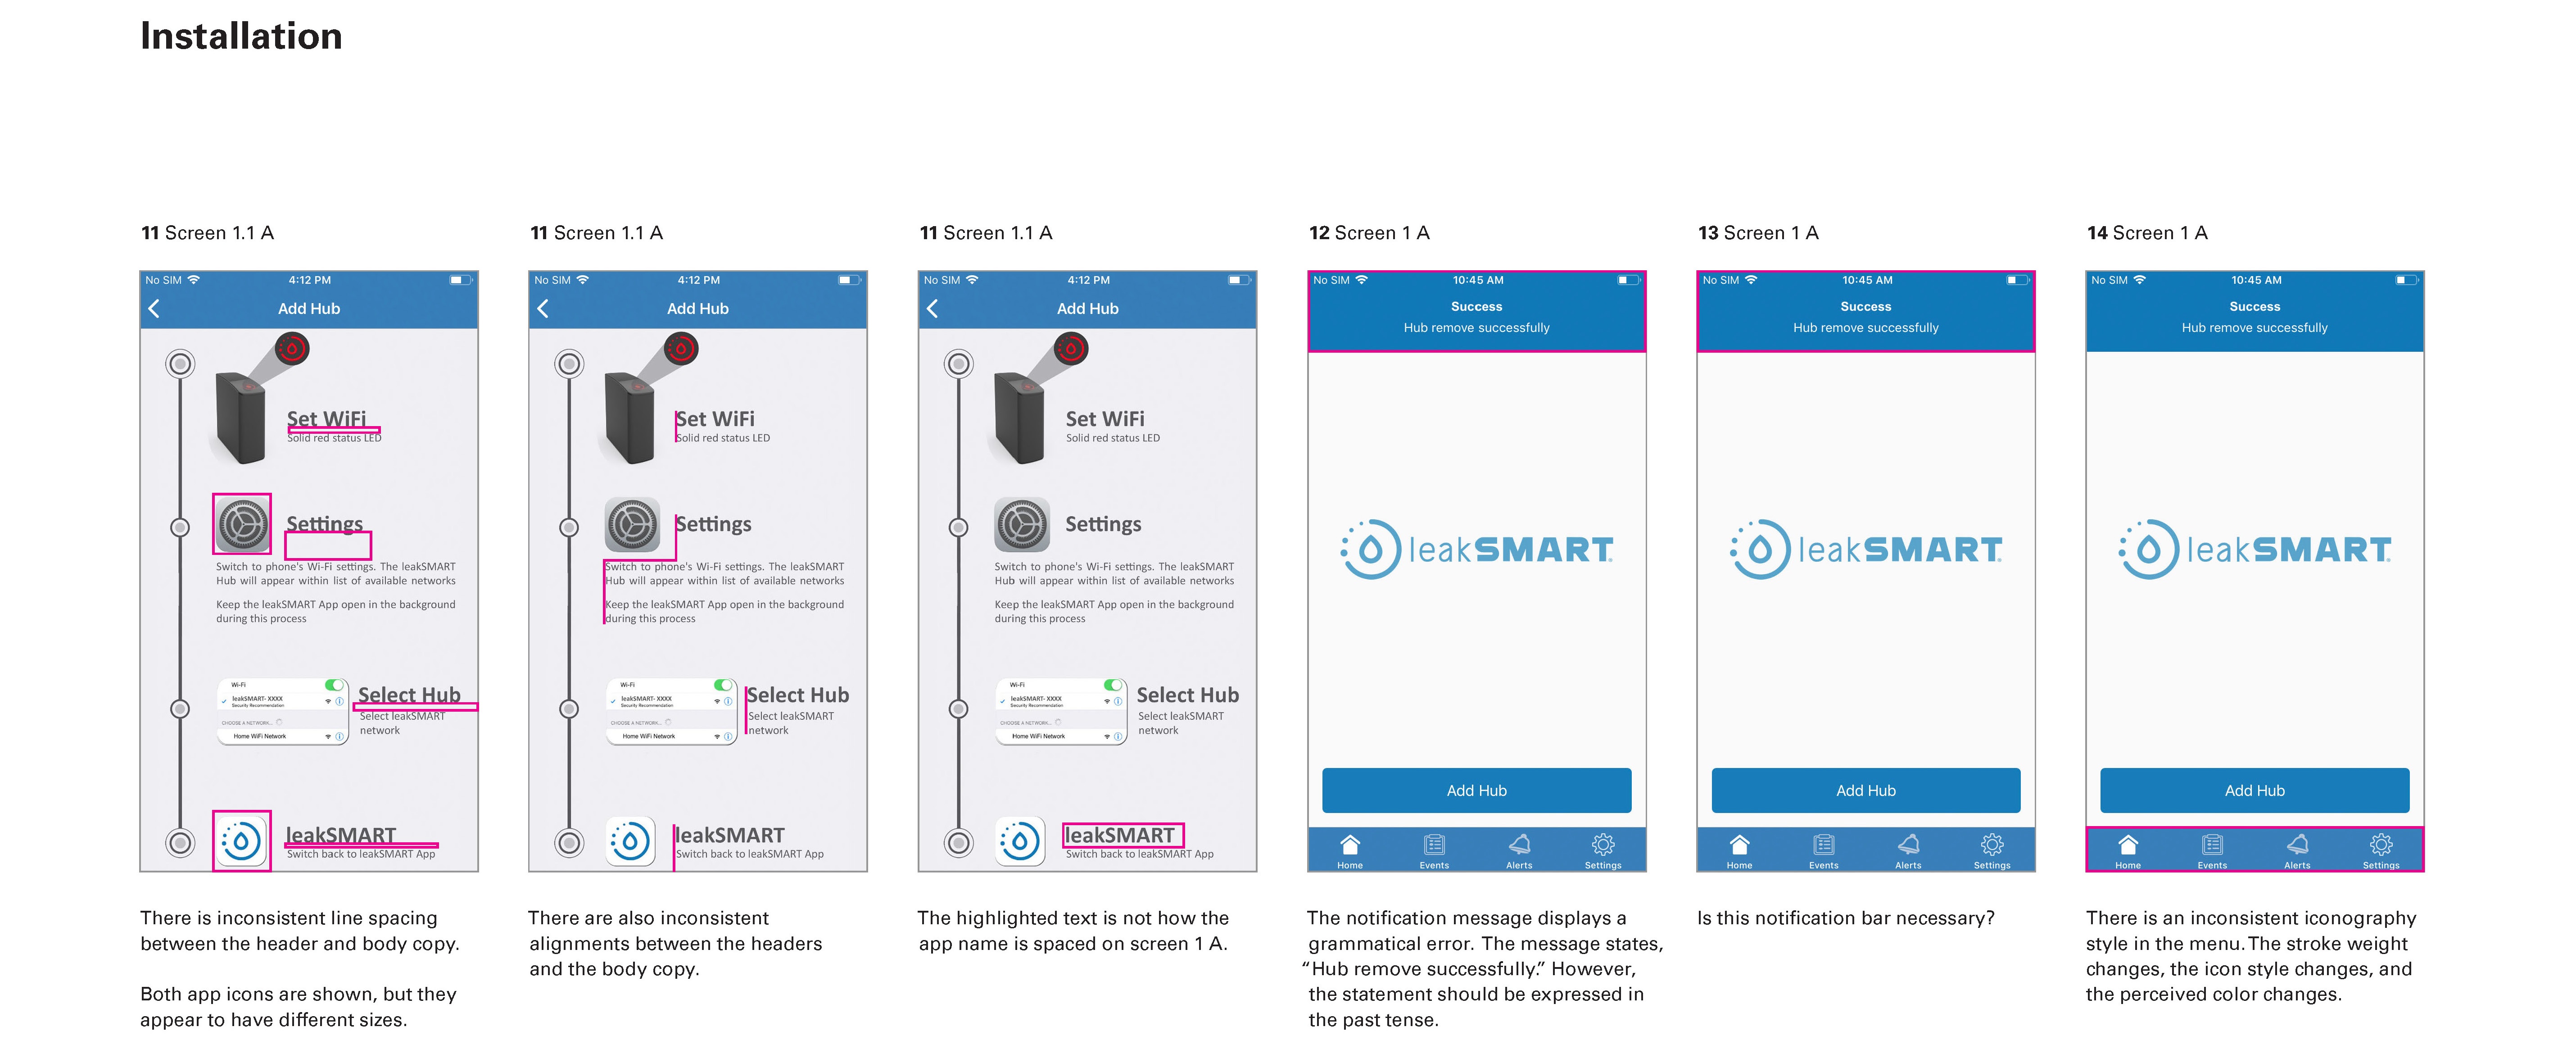 Installation
11 Screen 1.1 A
No SIM
4:12 PM
Add Hub
Set WiFi
Solid red status LED
Settings
Switch to phone's Wi-Fi settings. The leakSMART
Hub will appear within list of available networks
Keep the leakSMART App open in the background
during this process
Wi-Fi
leakSMART- XXXX
Security Recommendation
CHOOSE A NETWORK...
Home WiFi Network
Select Hub
Select leakSMART
network
leakSMART
Switch back to leakSMART App
There is inconsistent line spacing
between the header and body copy.
Both app icons are shown, but they
appear to have different sizes.
11 Screen 1.1 A
No SIM
4:12 PM
Add Hub
Set WiFi
Solid red status LED
Settings
Switch to phone's Wi-Fi settings. The leakSMART
Hub will appear within list of available networks
Keep the leakSMART App open in the background
during this process
Wi-Fi
leakSMART- XXXX
Security Recommendation
CHOOSE A NETWORK...
Home WiFi Network
Select Hub
Select leakSMART
network
leakSMART
Switch back to leakSMART App
There are also inconsistent
alignments between the headers
and the body copy.
11 Screen 1.1 A
No SIM
4:12 PM
Add Hub
Set WiFi
Solid red status LED
Settings
Switch to phone's Wi-Fi settings. The leakSMART
Hub will appear within list of available networks
Keep the leakSMART App open in the background
during this process
Wi-Fi
leakSMART- XXXX
Security Recommendation
CHOOSE A NETWORK...
Home WiFi Network
Select Hub
Select leakSMART
network
leakSMART
Switch back to leakSMART App
The highlighted text is not how the
app name is spaced on screen 1 A.
12 Screen 1 A
No SIM
10:45 AM
Success
Hub remove successfully
leakSMART
Add Hub
Home
Events
Alerts
Settings
The notification message displays a
grammatical error. The message states,
“Hub remove successfully.” However,
the statement should be expressed in
the past tense.
13 Screen 1 A
No SIM
10:45 AM
Success
Hub remove successfully
leakSMART
Add Hub
Home
Events
Alerts
Settings
Is this notification bar necessary?
14 Screen 1 A
No SIM
10:45 AM
Success
Hub remove successfully
leakSMART
Add Hub
Home
Events
Alerts
Settings
There is an inconsistent iconography
style in the menu. The stroke weight
changes, the icon style changes, and
the perceived color changes.